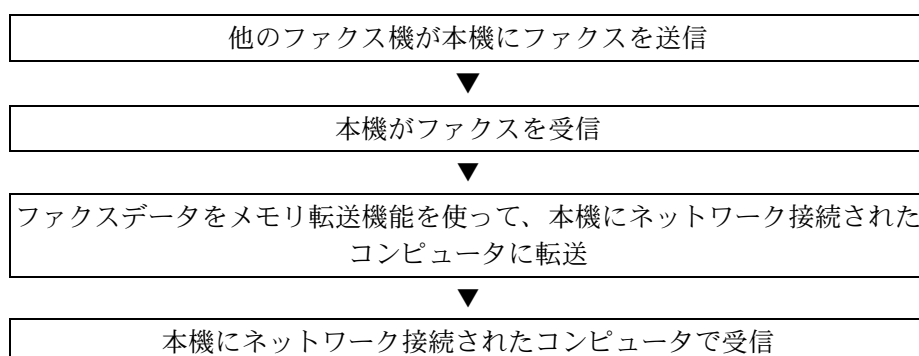 他のファクス機が本機にファクスを送信
▼
本機がファクスを受信
▼
ファクスデータをメモリ転送機能を使って、本機にネットワーク接続された
コンピュータに転送
▼
本機にネットワーク接続されたコンピュータで受信